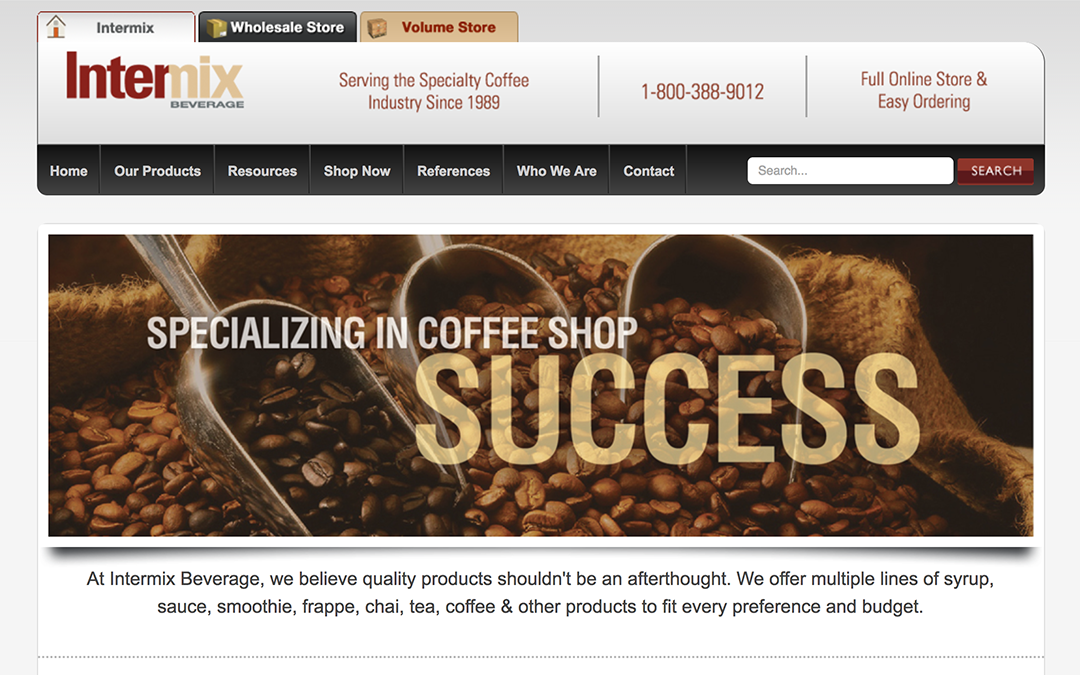 Intermix
Wholesale Store
Volume Store
Intermix
BEVERAGE
Serving the Specialty Coffee
Industry Since 1989
1-800-388-9012
Full Online Store &
Easy Ordering
Home
Our Products
Resources
Shop Now
References
Who We Are
Contact
Search...
SEARCH
SPECIALIZING IN COFFEE SHOP
SUCCESS
At Intermix Beverage, we believe quality products shouldn't be an afterthought. We offer multiple lines of syrup,
sauce, smoothie, frappe, chai, tea, coffee & other products to fit every preference and budget.